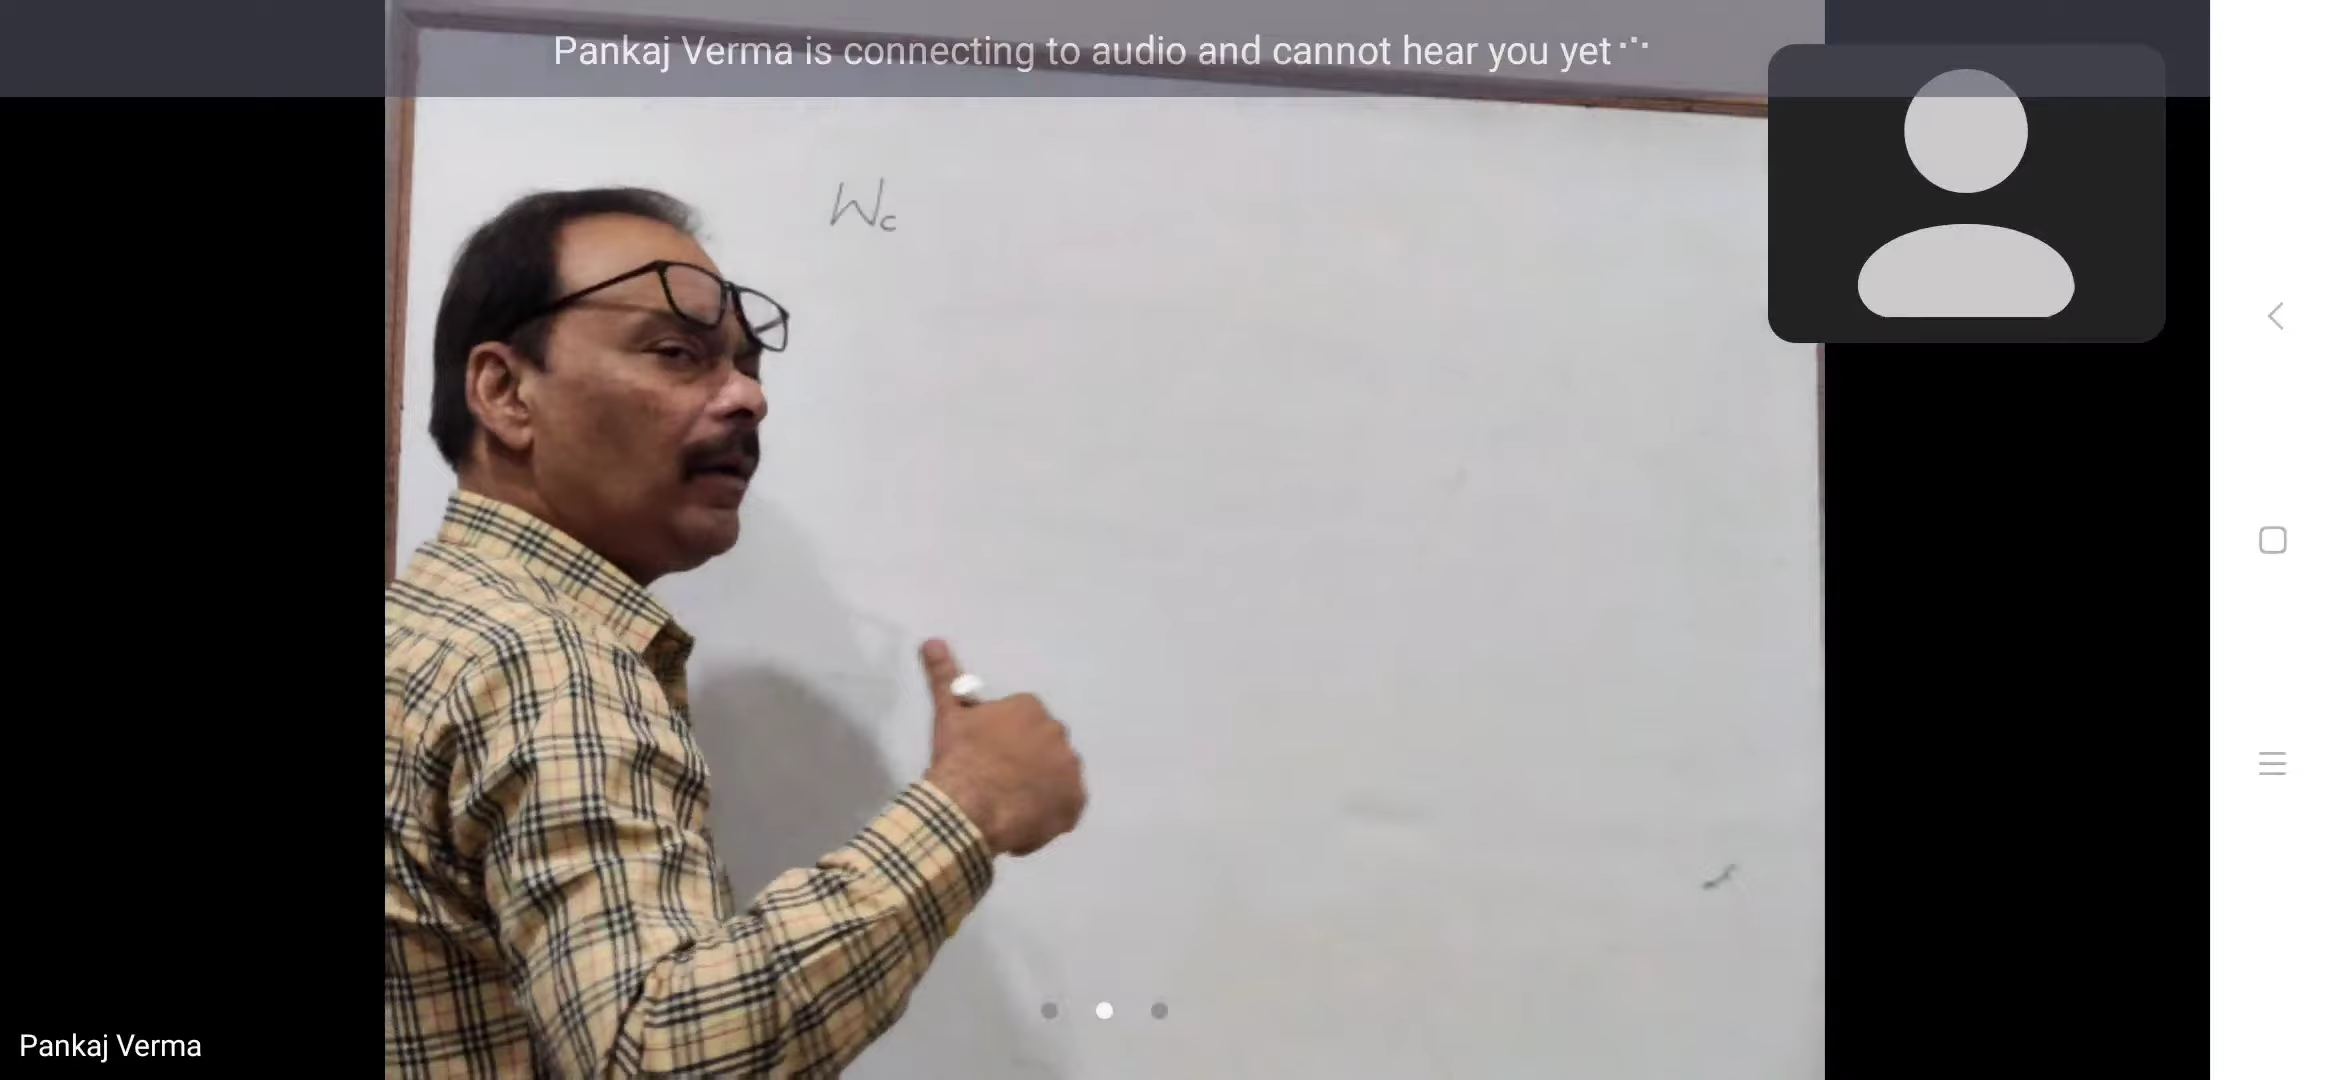 Pankaj Verma is connecting to audio and cannot hear you yet...
Wc
Pankaj Verma